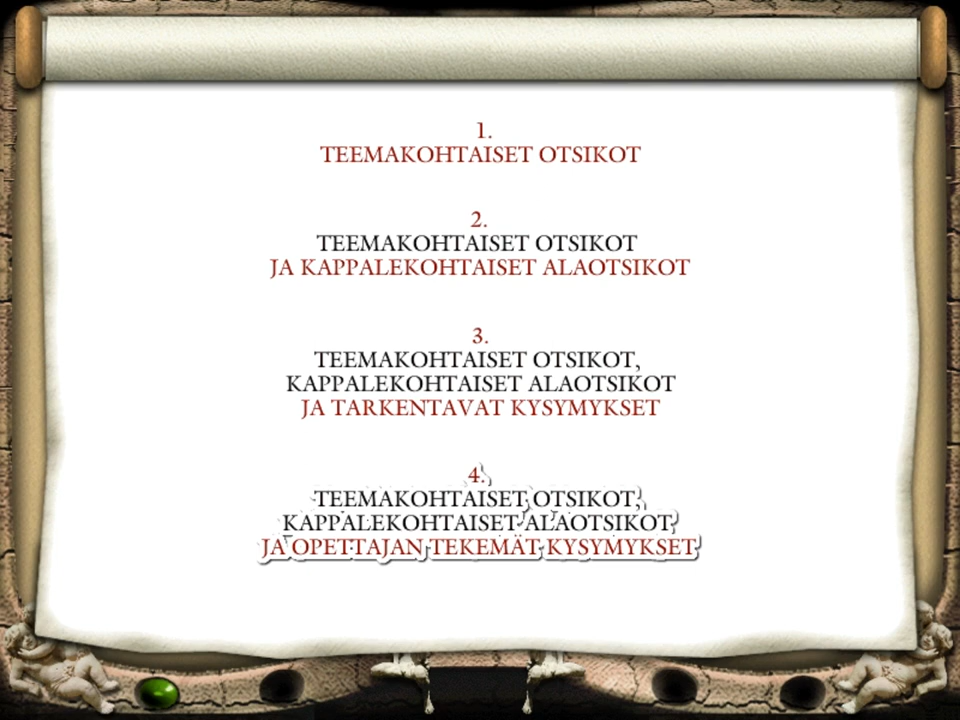 1.
TEEMAKOHTAISET OTSIKOT
2.
TEEMAKOHTAISET OTSIKOT
JA KAPPALEKOHTAISET ALAOTSIKOT
3.
TEEMAKOHTAISET OTSIKOT,
KAPPALEKOHTAISET ALAOTSIKOT
JA TARKENTAVAT KYSYMYKSET
4.
TEEMAKOHTAISET OTSIKOT,
KAPPALEKOHTAISET ALAOTSIKOT
JA OPETTAJAN TEKEMÄT KYSYMYKSET